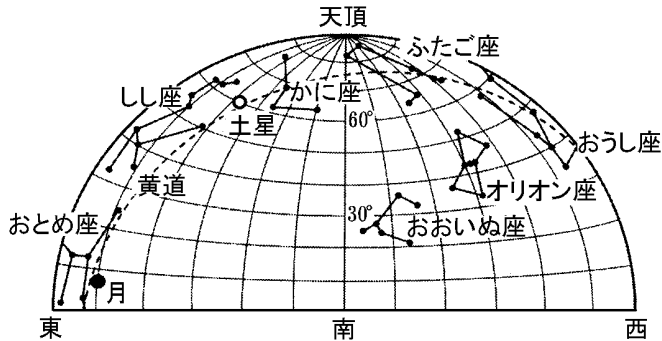 天頂
ふたご座
しし座
かに座
土星
60°
おうし座
黄道
オリオン座
おとめ座
30°
おおいぬ座
月
東
南
西